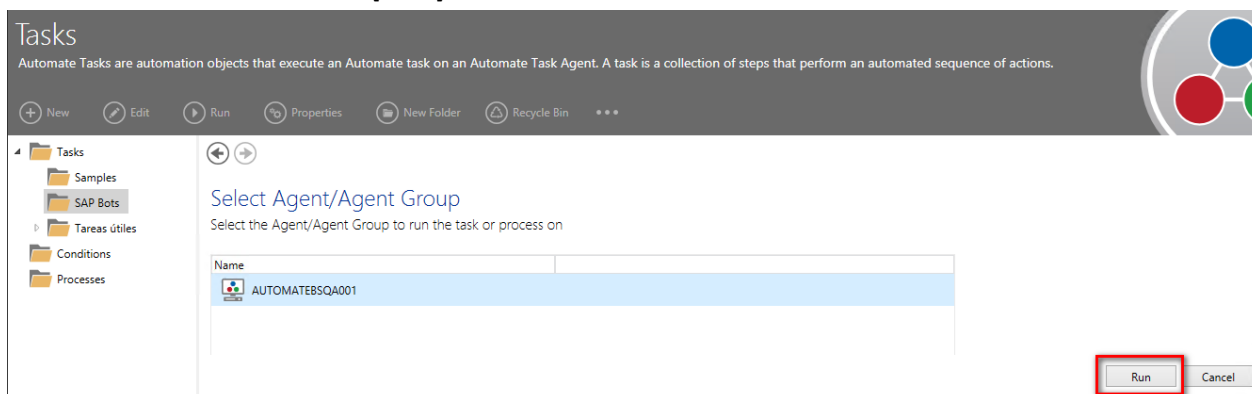 Tasks
Automate Tasks are automation objects that execute an Automate task on an Automate Task Agent. A task is a collection of steps that perform an automated sequence of actions.
New Edit Run Properties New Folder Recycle Bin
Tasks
Samples
SAP Bots
Tareas útiles
Conditions
Processes
Select Agent/Agent Group
Select the Agent/Agent Group to run the task or process on
Name
AUTOMATEBSQA001
Run Cancel